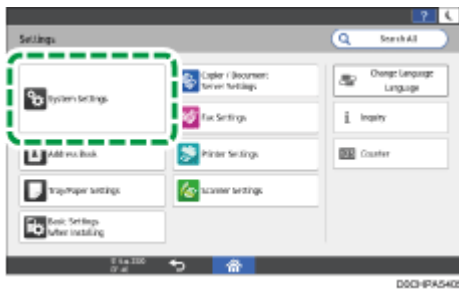 ?
Settings
Search All
System Settings
Copier / Document
Server Settings
Change Language
Language
Fax Settings
Inquiry
Address Book
Printer Settings
Counter
Tray/Paper Settings
Scanner Settings
Basic Settings
When Installing